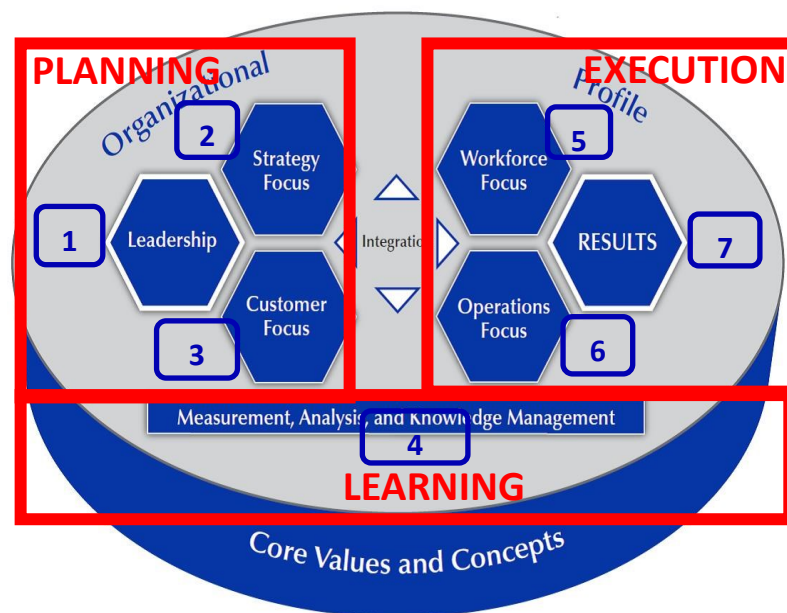 PLANNING
EXECUTION
Organizational
Profile
2
Strategy
Focus
5
Workforce
Focus
1
Leadership
Integration
RESULTS
7
3
Customer
Focus
Operations
Focus
6
Measurement, Analysis, and Knowledge Management
4
LEARNING
Core Values and Concepts